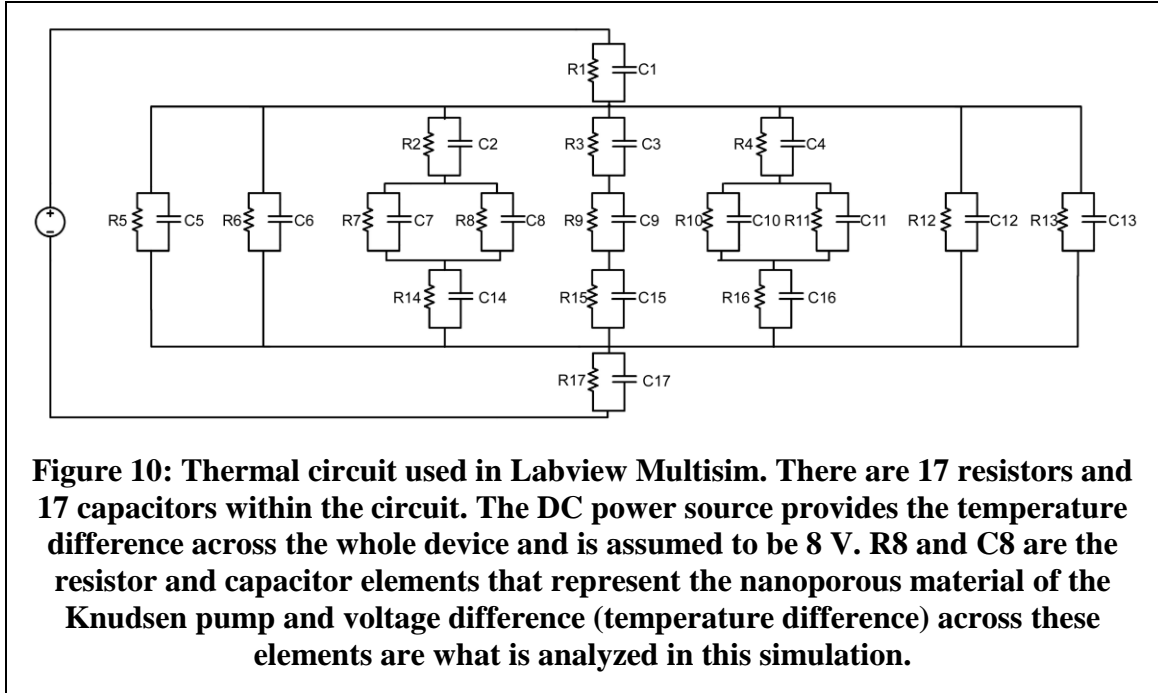 R1 C1
R2 C2 R3 C3 R4 C4
R5 C5 R6 C6 R7 C7 R8 C8 R9 C9 R10 C10 R11 C11 R12 C12 R13 C13
R14 C14 R15 C15 R16 C16
R17 C17
Figure 10: Thermal circuit used in Labview Multisim. There are 17 resistors and
17 capacitors within the circuit. The DC power source provides the temperature
difference across the whole device and is assumed to be 8 V. R8 and C8 are the
resistor and capacitor elements that represent the nanoporous material of the
Knudsen pump and voltage difference (temperature difference) across these
elements are what is analyzed in this simulation.